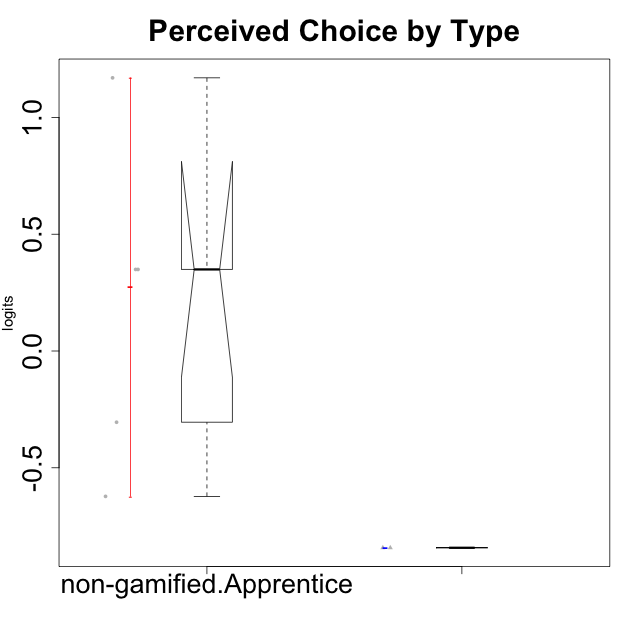 Perceived Choice by Type
1.0
0.5
0.0
-0.5
logits
non-gamified.Apprentice